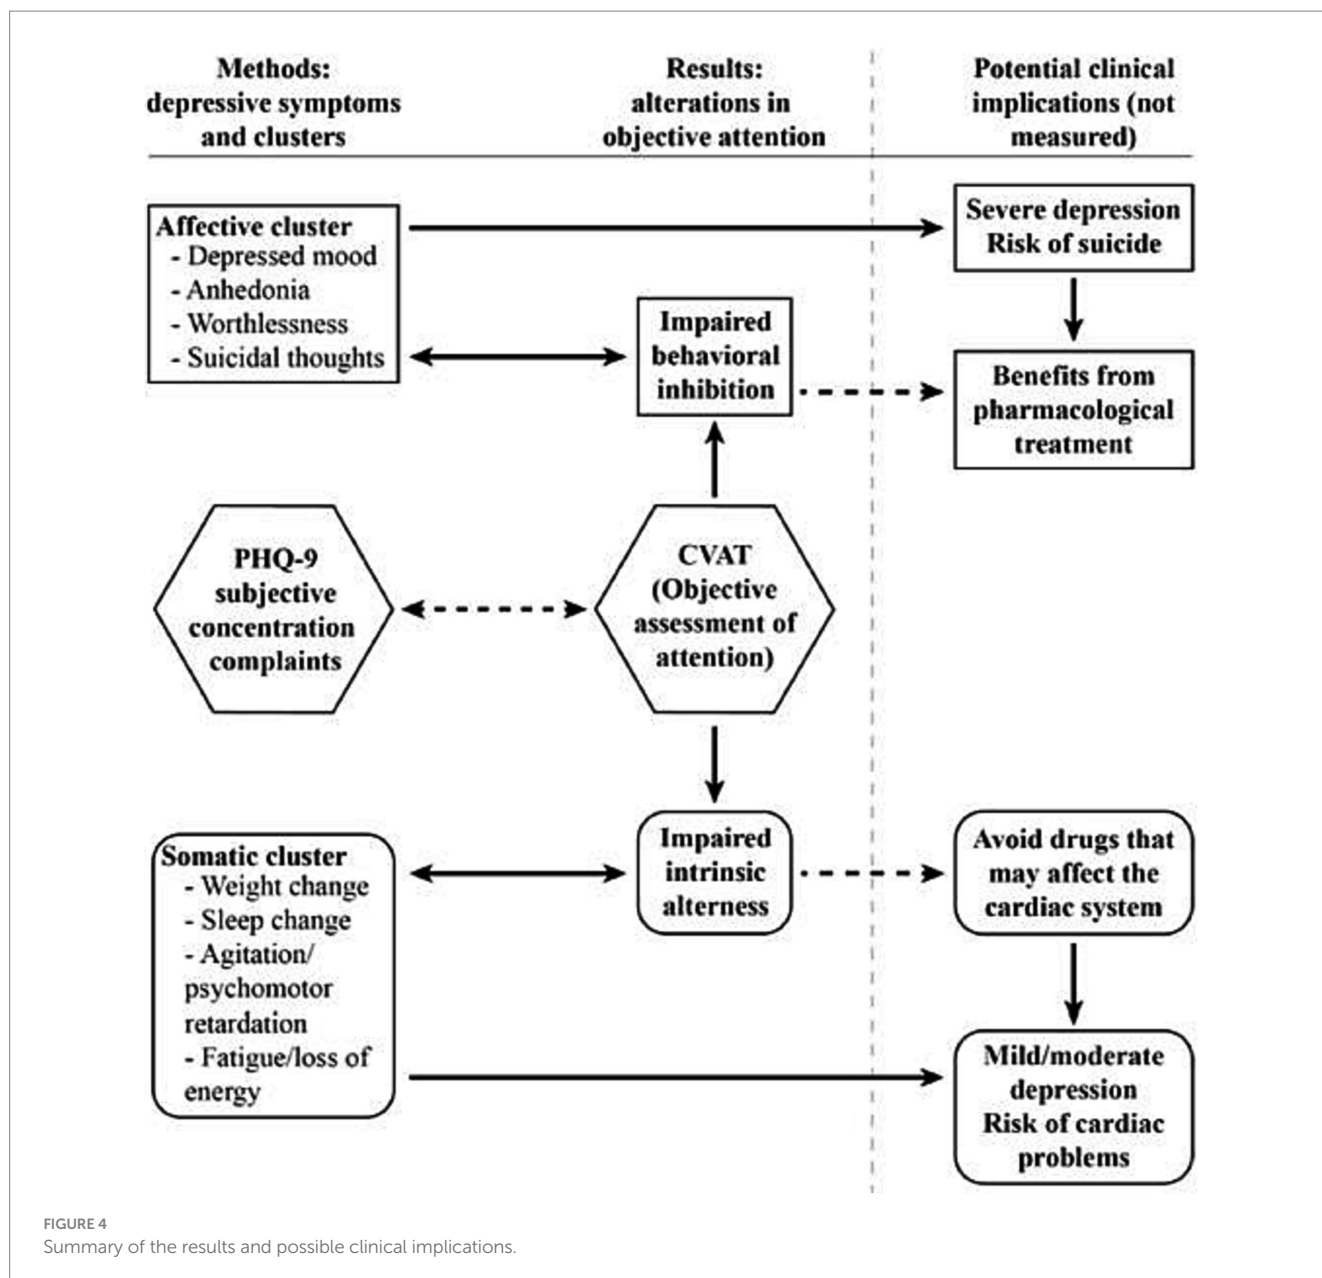 Methods:
depressive symptoms
and clusters
Results:
alterations in
objective attention
Potential clinical
implications (not
measured)
Affective cluster
- Depressed mood
- Anhedonia
- Worthlessness
- Suicidal thoughts
Severe depression
Risk of suicide
Impaired
behavioral
inhibition
Benefits from
pharmacological
treatment
PHQ-9
subjective
concentration
complaints
CVAT
(Objective
assessment of
attention)
Somatic cluster
- Weight change
- Sleep change
- Agitation/
psychomotor
retardation
- Fatigue/loss of
energy
Impaired
intrinsic
alterness
Avoid drugs that
may affect the
cardiac system
Mild/moderate
depression
Risk of cardiac
problems
FIGURE 4
Summary of the results and possible clinical implications.